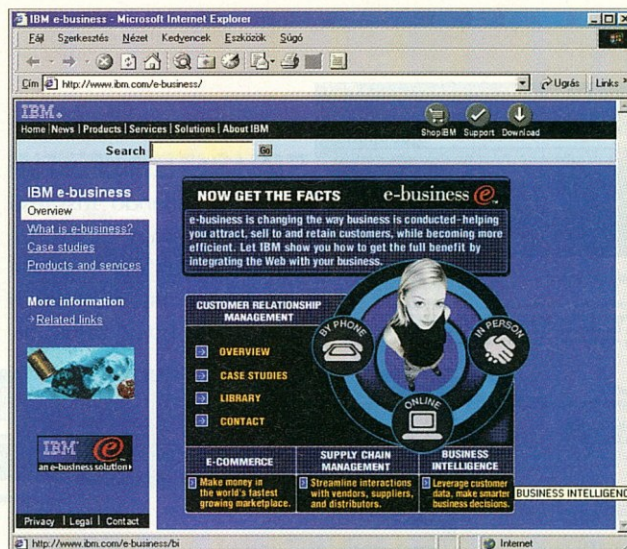 IBM e-business - Microsoft Internet Explorer
Fájl Szerkesztés Nézet Kedvencek Eszközök Súgó
Cím http://www.ibm.com/e-business/ Ugrás Links »
IBM
Home | News | Products | Services | Solutions | About IBM
ShopIBM Support Download
Search Go
IBM e-business
Overview
What is e-business?
Case studies
Products and services
More information
Related links
IBM e
an e-business solution
Privacy | Legal | Contact
NOW GET THE FACTS e-business e
e-business is changing the way business is conducted-helping
you attract, sell to and retain customers, while becoming more
efficient. Let IBM show you how to get the full benefit by
integrating the Web with your business.
CUSTOMER RELATIONSHIP
MANAGEMENT
OVERVIEW
CASE STUDIES
LIBRARY
CONTACT
BY PHONE
IN PERSON
ONLINE
E-COMMERCE
Make money in
the world's fastest
growing marketplace.
SUPPLY CHAIN
MANAGEMENT
Streamline interactions
with vendors, suppliers,
and distributors.
BUSINESS
INTELLIGENCE
Leverage customer
data, make smarter
business decisions.
BUSINESS INTELLIGENC
http://www.ibm.com/e-business/bi Internet